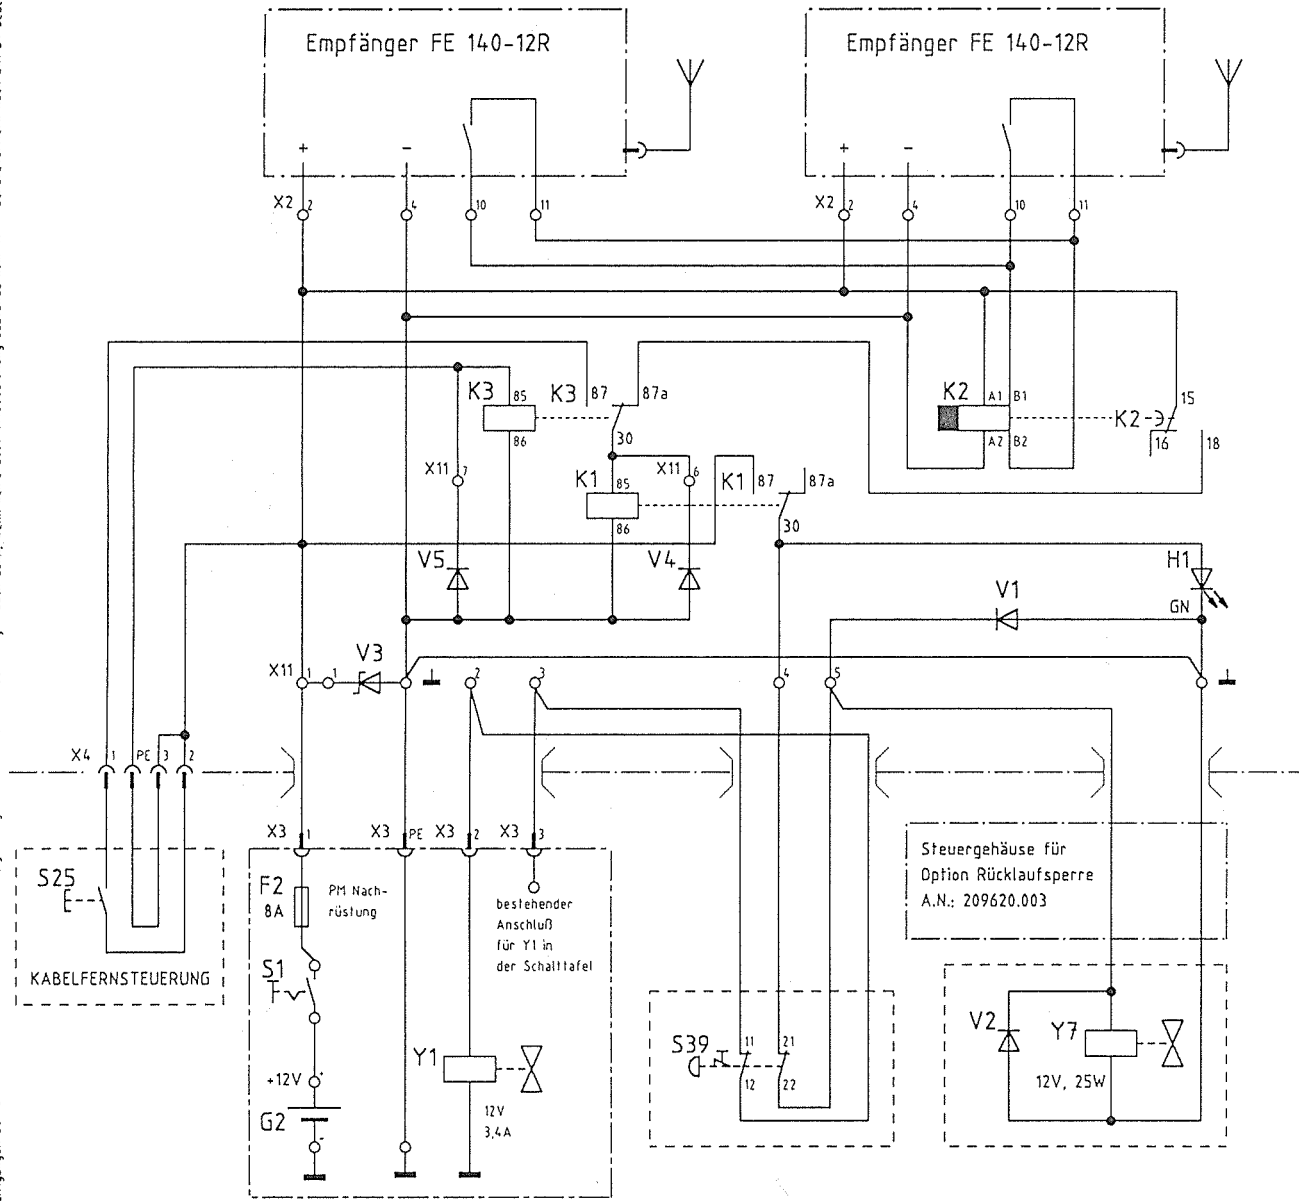 Empfänger FE 140-12R
Empfänger FE 140-12R
+ −
+ −
X2 2 4 10 11
X2 2 4 10 11
K3 85 K3 87 87a
86 30
K2 A1 B1 K2 15
A2 B2 16 18
X11 7 K1 85 X11 6 K1 87 87a
86 30
V5 V4 H1
V1 GN
X11 1 1 V3 2 3 4 5
X4 1 PE 3 2
X3 1 X3 PE X3 2 X3 3
Steuergehäuse für
Option Rücklaufsperre
A.N.: 209620.003
S25
KABELFERNSTEUERUNG
F2
8A
PM Nach-
rüstung
bestehender
Anschluß
für Y1 in
der Schalttafel
S1
+12V +
G2 -
Y1
12V
3,4A
S39 11 21
12 22
V2 Y7
12V, 25W